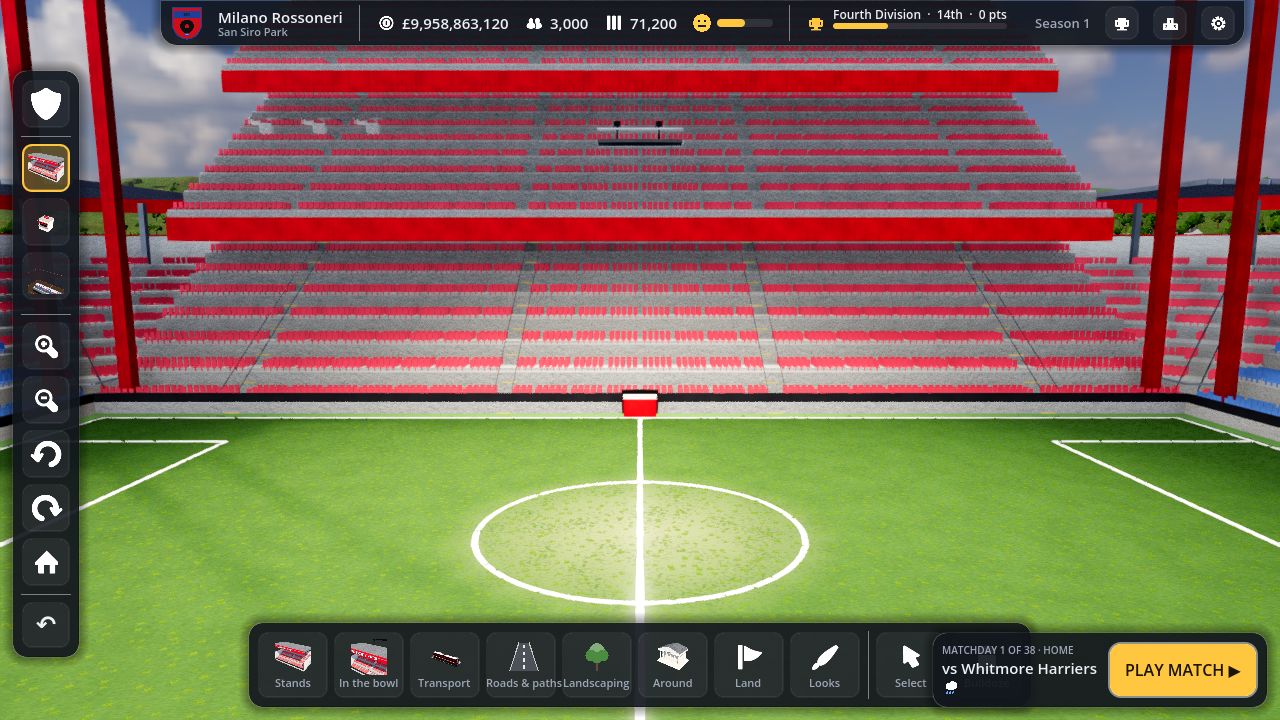 Milano Rossoneri
San Siro Park
£9,958,863,120
3,000
71,200
Fourth Division · 14th · 0 pts
Season 1
Stands
In the bowl
Transport
Roads & paths
Landscaping
Around
Land
Looks
Select
MATCHDAY 1 OF 38 · HOME
vs Whitmore Harriers
PLAY MATCH ▶